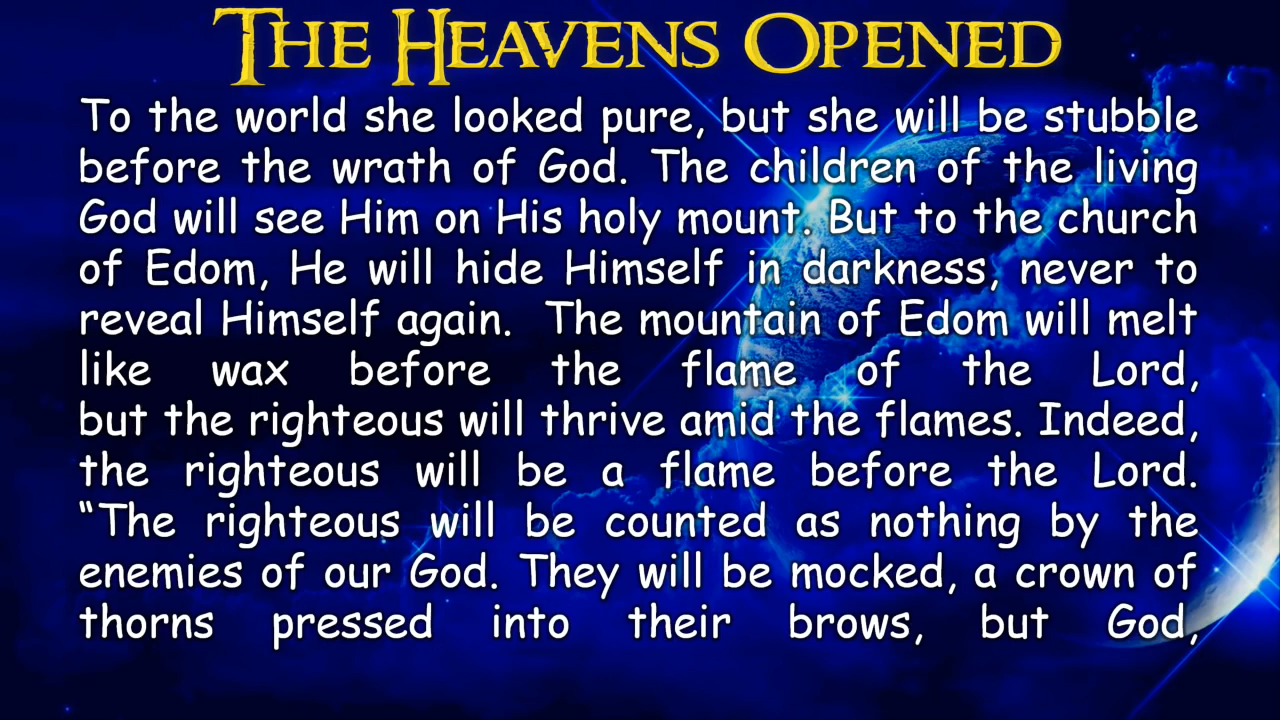 THE HEAVENS OPENED
To the world she looked pure, but she will be stubble
before the wrath of God. The children of the living
God will see Him on His holy mount. But to the church
of Edom, He will hide Himself in darkness, never to
reveal Himself again. The mountain of Edom will melt
like wax before the flame of the Lord,
but the righteous will thrive amid the flames. Indeed,
the righteous will be a flame before the Lord.
“The righteous will be counted as nothing by the
enemies of our God. They will be mocked, a crown of
thorns pressed into their brows, but God,